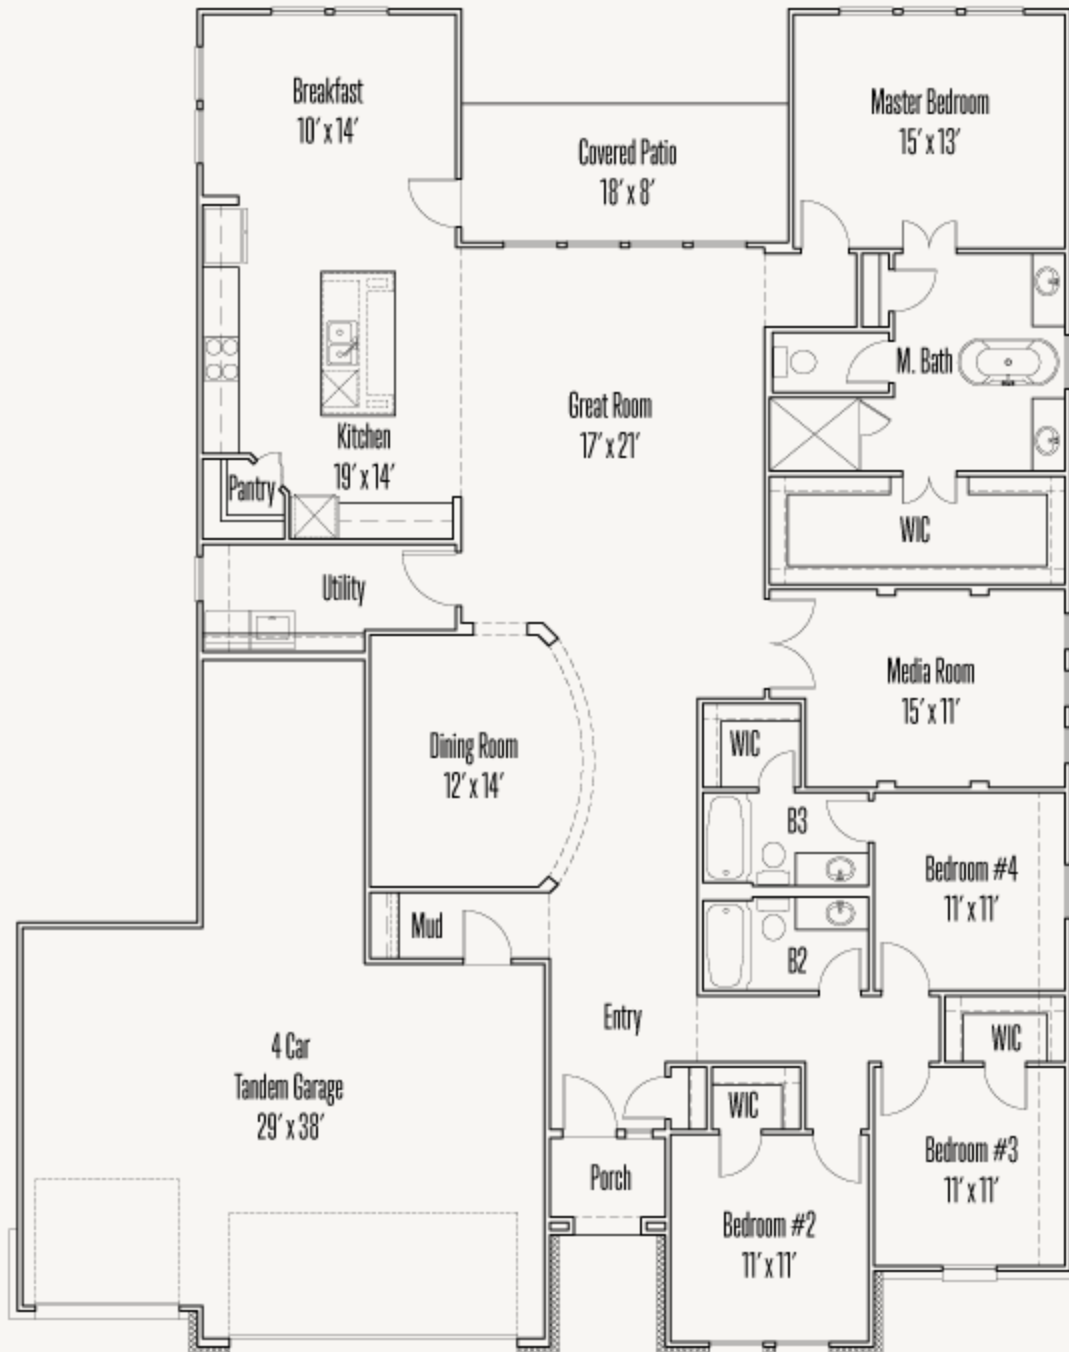 Breakfast
10' x 14'
Covered Patio
18' x 8'
Master Bedroom
15' x 13'
M. Bath
Great Room
17' x 21'
Kitchen
19' x 14'
Pantry
WIC
Utility
Media Room
15' x 11'
Dining Room
12' x 14'
WIC
B3
Bedroom #4
11' x 11'
Mud
B2
Entry
WIC
4 Car
Tandem Garage
29' x 38'
WIC
Porch
Bedroom #3
11' x 11'
Bedroom #2
11' x 11'